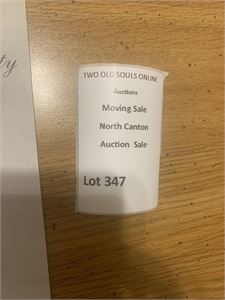 TWO OLD SOULS ONLINE
Auctions
Moving Sale
North Canton
Auction Sale
Lot 347